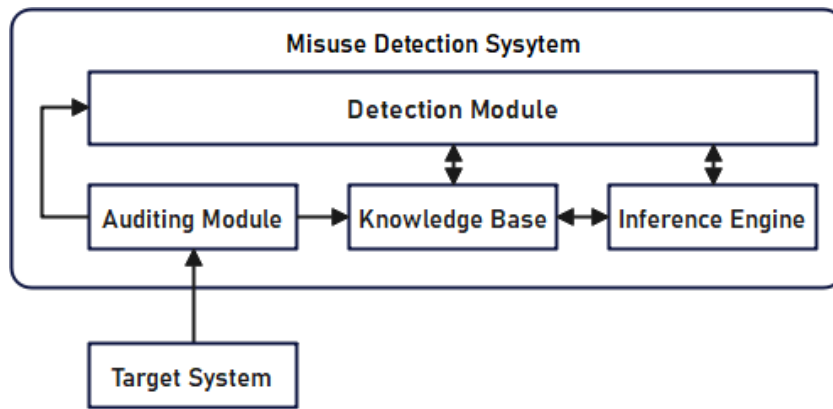 Misuse Detection Sysytem
Detection Module
Auditing Module
Knowledge Base
Inference Engine
Target System